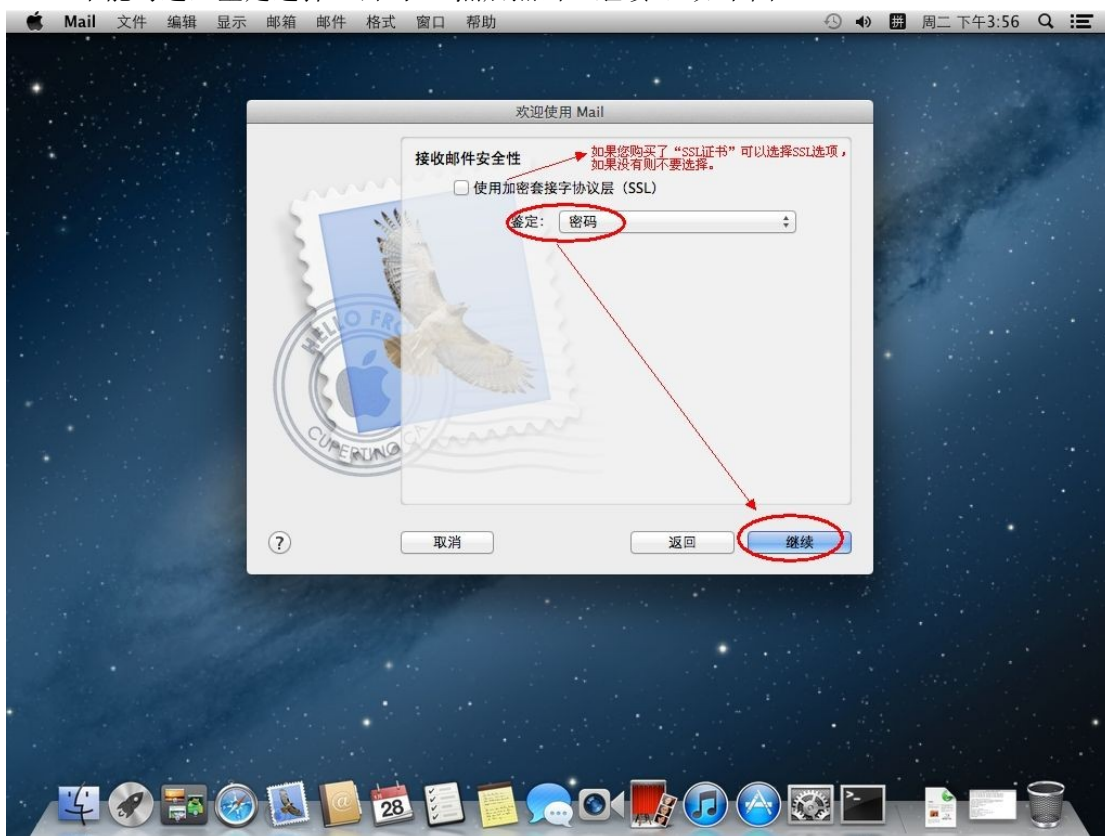 Mail 文件 编辑 显示 邮箱 邮件 格式 窗口 帮助 拼 周二 下午3:56
欢迎使用 Mail
接收邮件安全性
如果您购买了“SSL证书”可以选择SSL选项,
如果没有则不要选择。
使用加密套接字协议层（SSL）
鉴定： 密码
HELLO FRO
CUPERTINO CA
? 取消 返回 继续
28